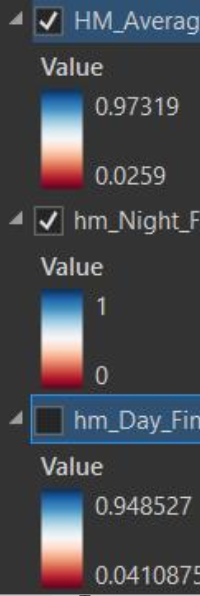 HM_Averag
Value
0.97319
0.0259
hm_Night_F
Value
1
0
hm_Day_Fin
Value
0.948527
0.0410875